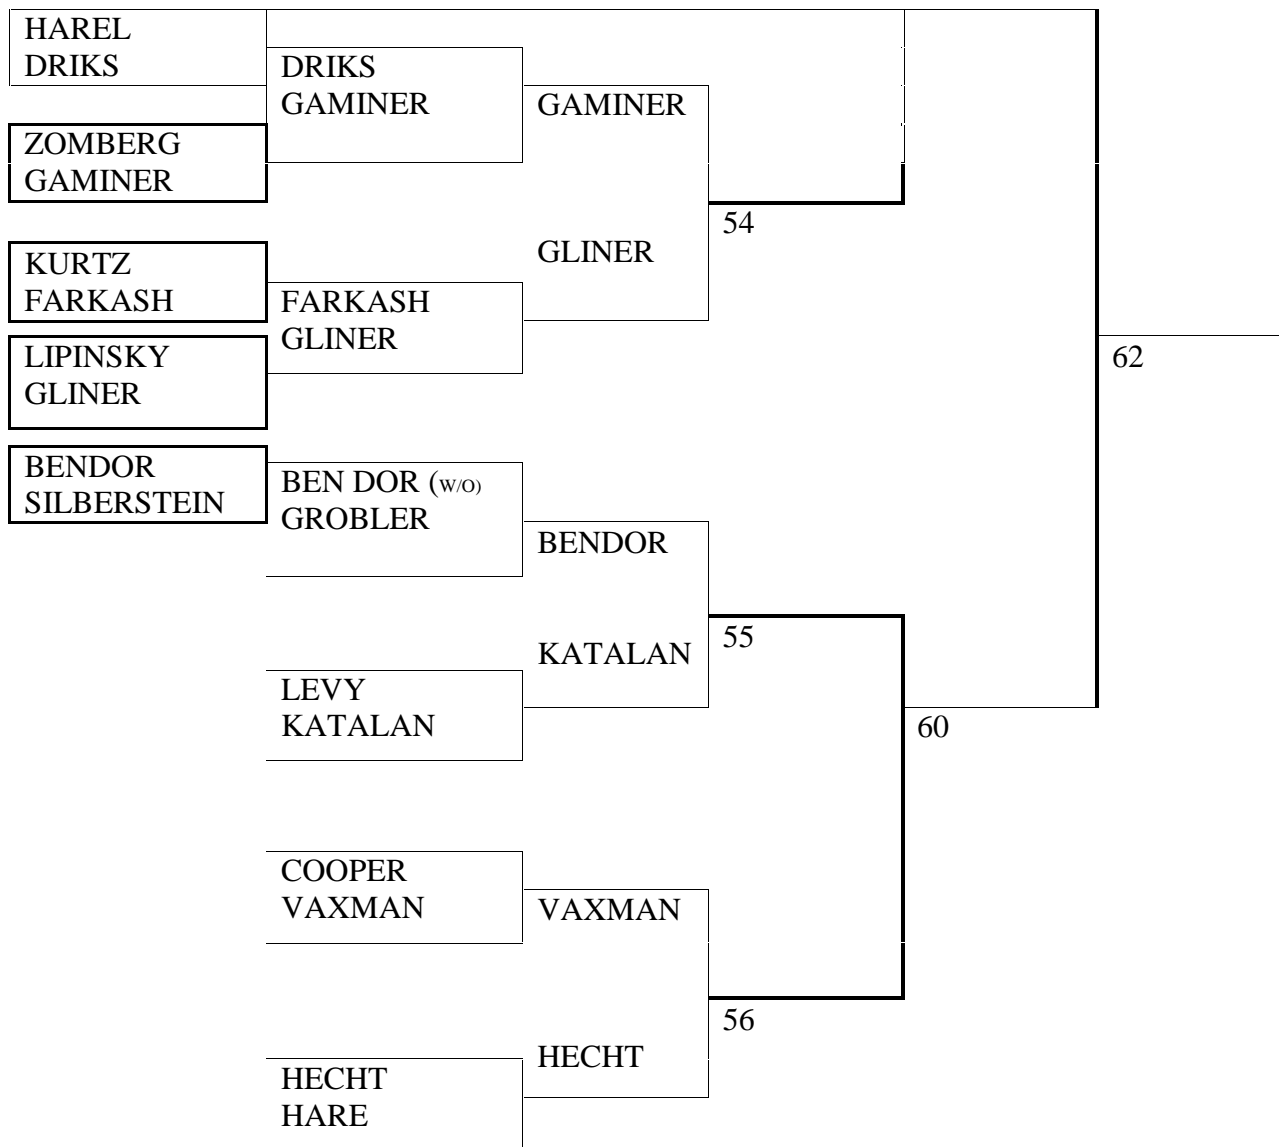 HAREL
DRIKS
DRIKS
GAMINER
GAMINER
ZOMBERG
GAMINER
54
GLINER
KURTZ
FARKASH
FARKASH
GLINER
LIPINSKY
GLINER
62
BENDOR
SILBERSTEIN
BEN DOR (W/O)
GROBLER
BENDOR
55
KATALAN
LEVY
KATALAN
60
COOPER
VAXMAN
VAXMAN
56
HECHT
HECHT
HARE